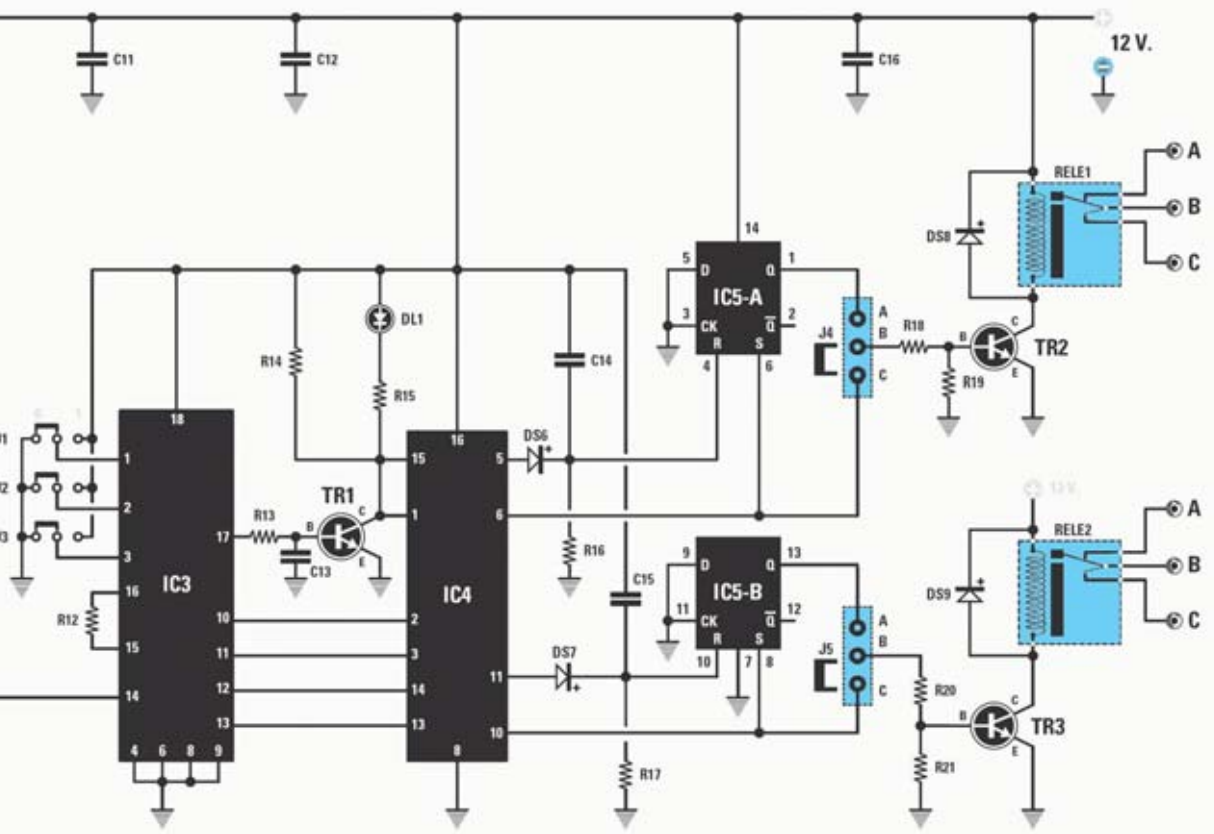 C11
C12
C16
12 V.
A
B
C
RELE1
DS8
14
5
D
Q
1
IC5-A
3
CK
Q
2
R
S
4
6
J4
A
B
C
R18
R19
B
C
E
TR2
DL1
R14
R15
C14
18
1
2
3
17
16
15
14
10
11
12
13
4
6
8
9
IC3
R12
R13
B
C
E
TR1
C13
16
15
1
2
3
14
13
8
5
6
11
10
IC4
DS6
R16
C15
DS7
R17
9
D
Q
13
IC5-B
11
CK
Q
12
R
S
10
7
8
J5
A
B
C
R20
R21
B
C
E
TR3
RELE2
DS9
A
B
C